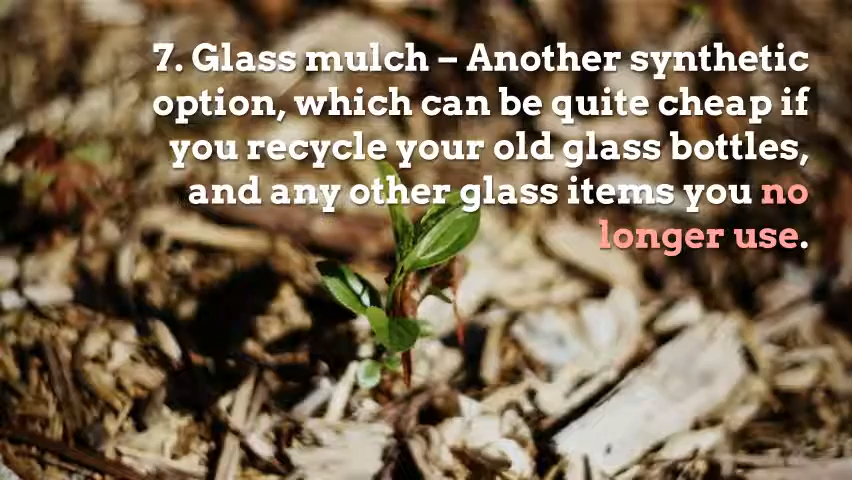 7. Glass mulch – Another synthetic
option, which can be quite cheap if
you recycle your old glass bottles,
and any other glass items you no
longer use.